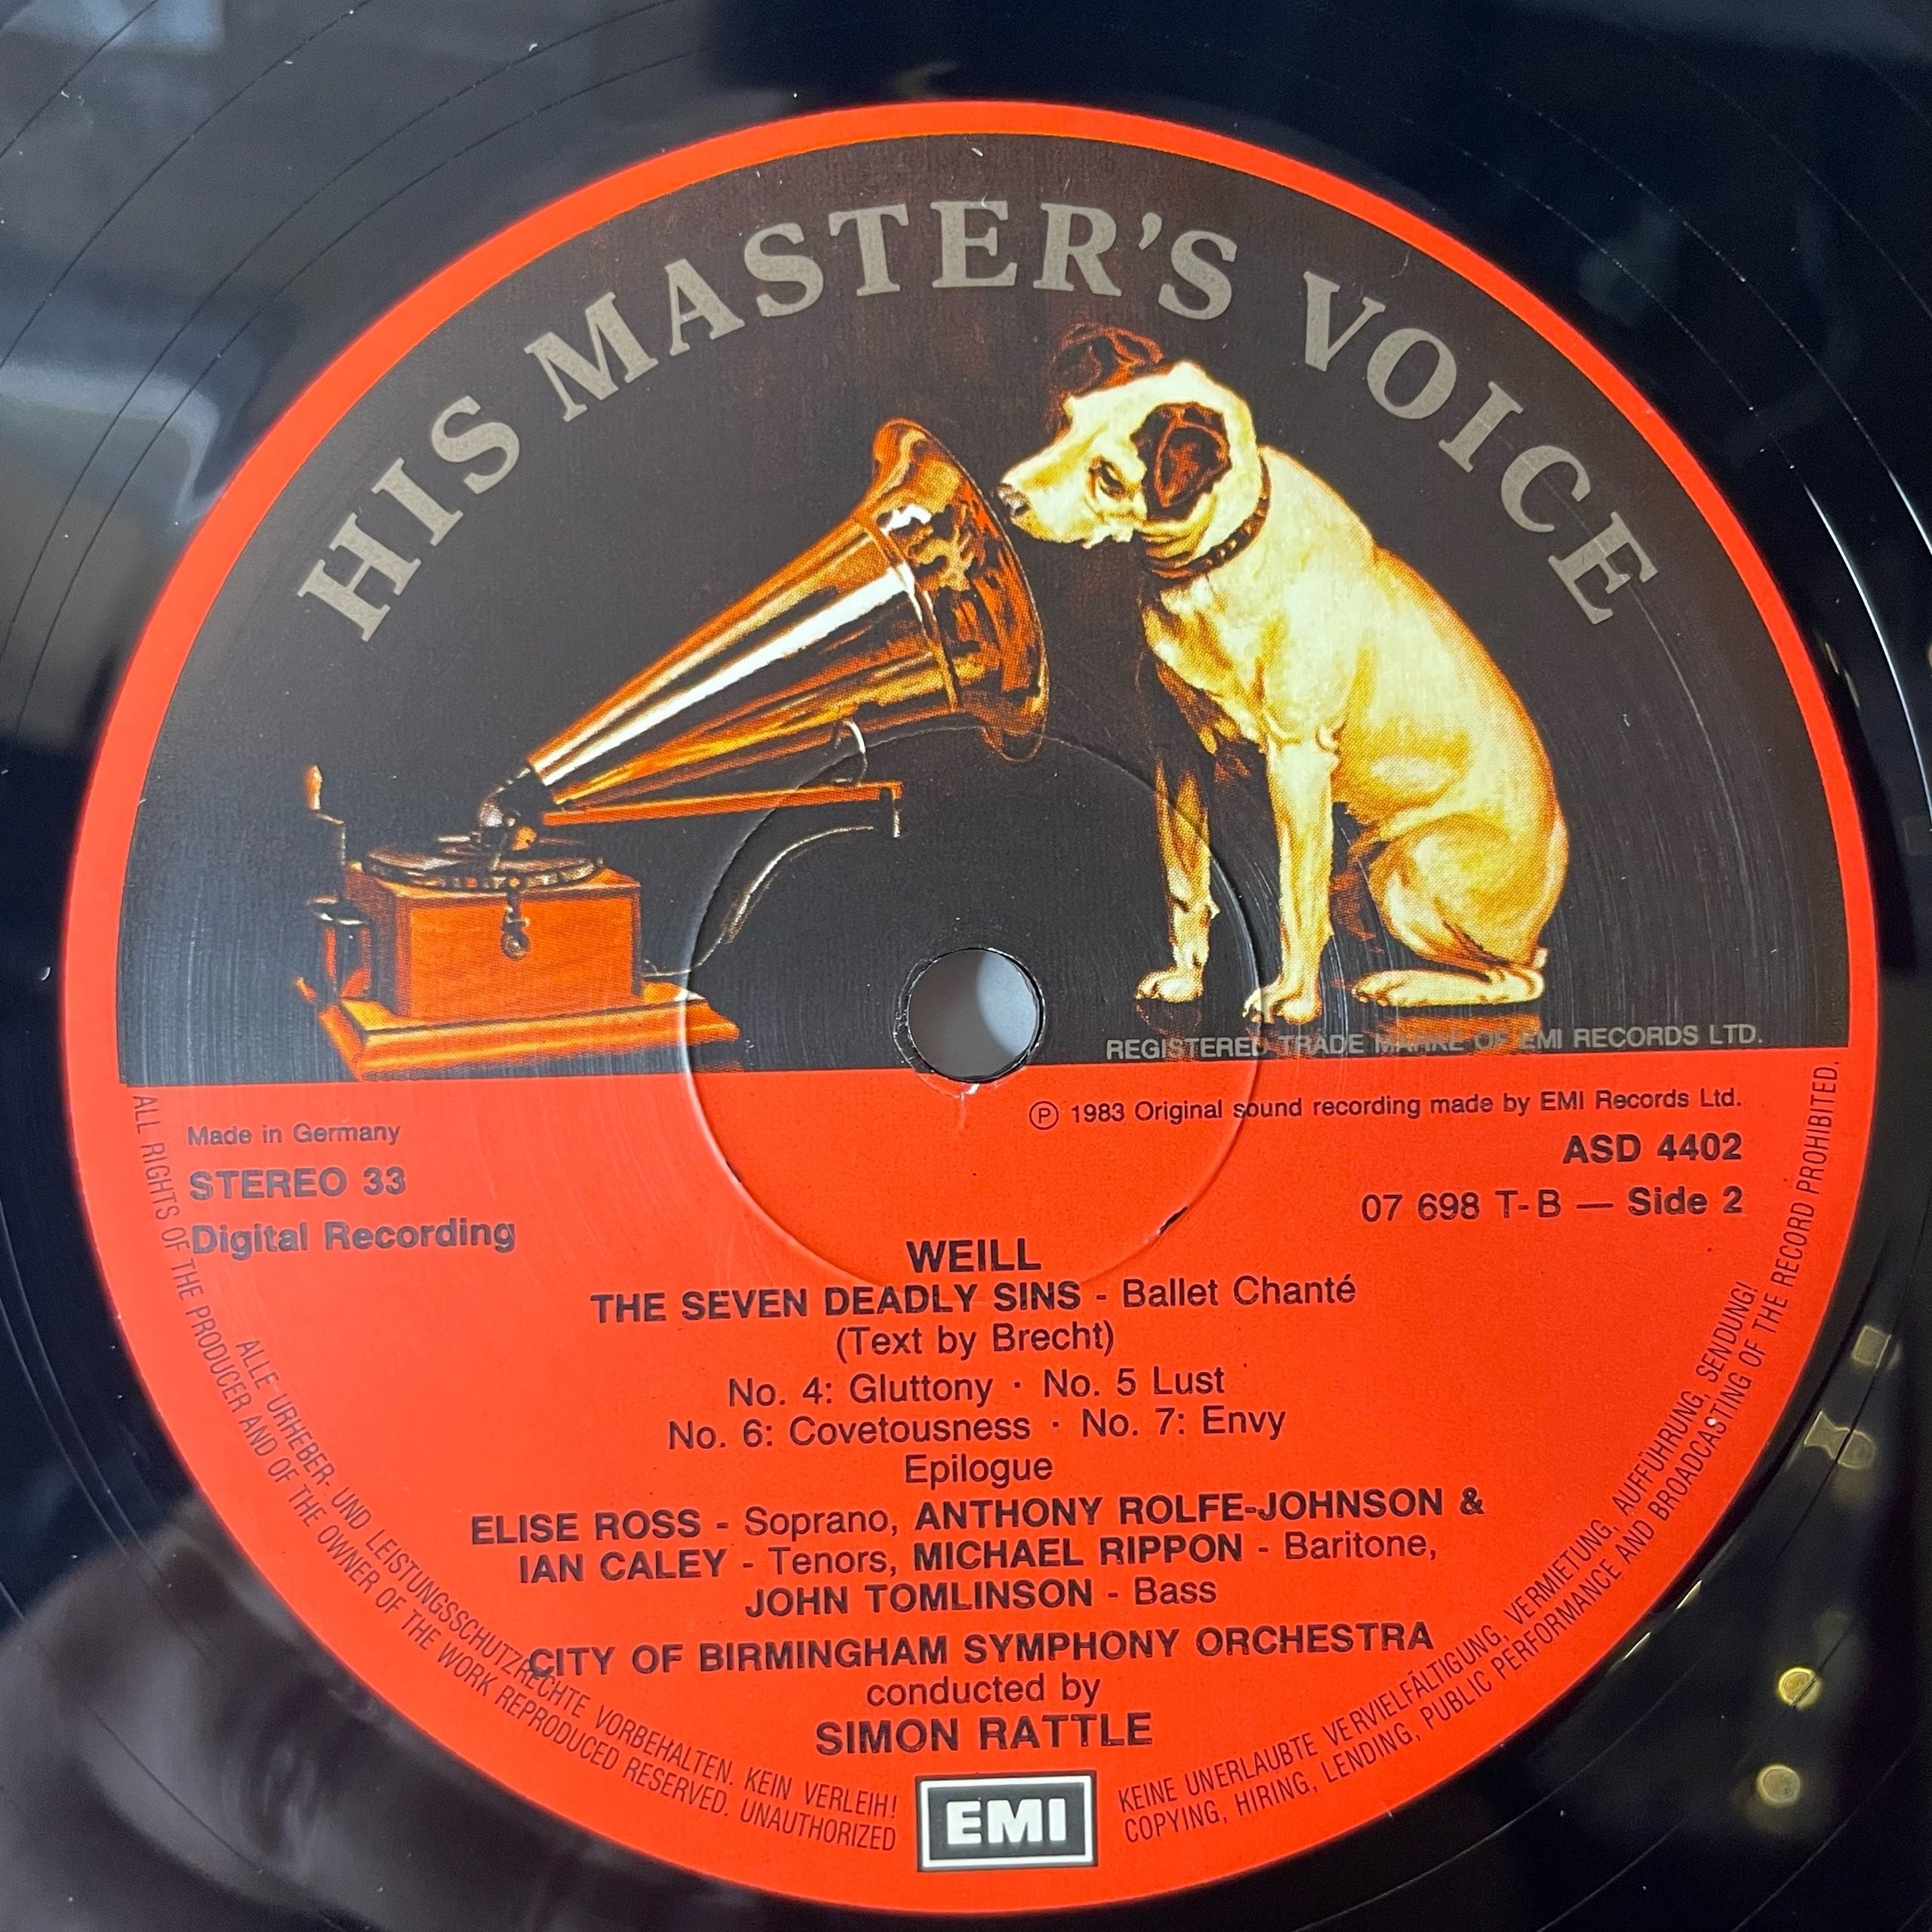 HIS MASTER'S VOICE
REGISTERED TRADE MARKE OF EMI RECORDS LTD.
Made in Germany
STEREO 33
Digital Recording
Ⓟ 1983 Original sound recording made by EMI Records Ltd.
ASD 4402
07 698 T-B — Side 2
WEILL
THE SEVEN DEADLY SINS - Ballet Chanté
(Text by Brecht)
No. 4: Gluttony · No. 5 Lust
No. 6: Covetousness · No. 7: Envy
Epilogue
ELISE ROSS - Soprano, ANTHONY ROLFE-JOHNSON &
IAN CALEY - Tenors, MICHAEL RIPPON - Baritone,
JOHN TOMLINSON - Bass
CITY OF BIRMINGHAM SYMPHONY ORCHESTRA
conducted by
SIMON RATTLE
EMI
ALLE URHEBER- UND LEISTUNGSSCHUTZRECHTE VORBEHALTEN. KEIN VERLEIH! KEINE UNERLAUBTE VERVIELFÄLTIGUNG, VERMIETUNG, AUFFÜHRUNG, SENDUNG!
ALL RIGHTS OF THE PRODUCER AND OF THE OWNER OF THE WORK REPRODUCED RESERVED. UNAUTHORIZED COPYING, HIRING, LENDING, PUBLIC PERFORMANCE AND BROADCASTING OF THE RECORD PROHIBITED.